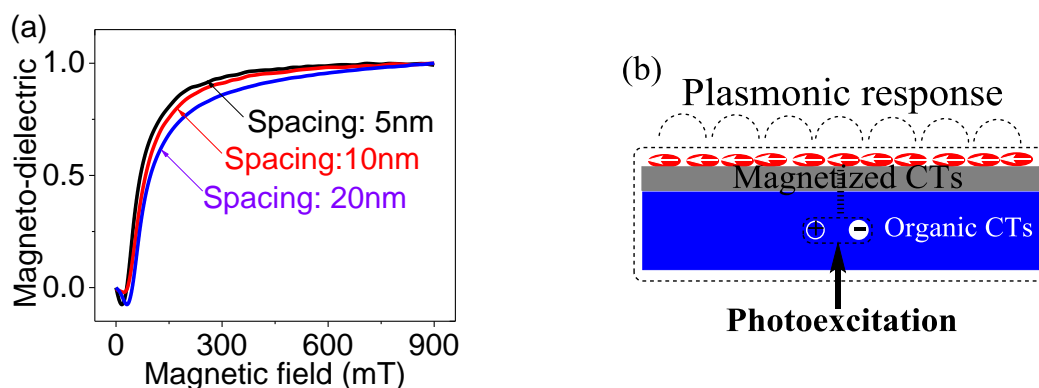 (a)
Magneto-dielectric
1.0
0.5
0.0
Spacing: 5nm
Spacing:10nm
Spacing: 20nm
0 300 600 900
Magnetic field (mT)
(b)
Plasmonic response
Magnetized CTs
+ - Organic CTs
Photoexcitation